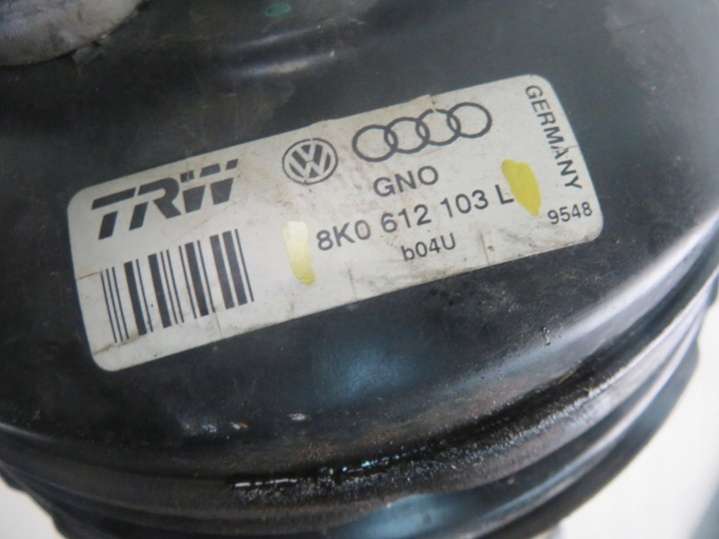 TRW
GNO
8K0 612 103 L
b04U
GERMANY
9548